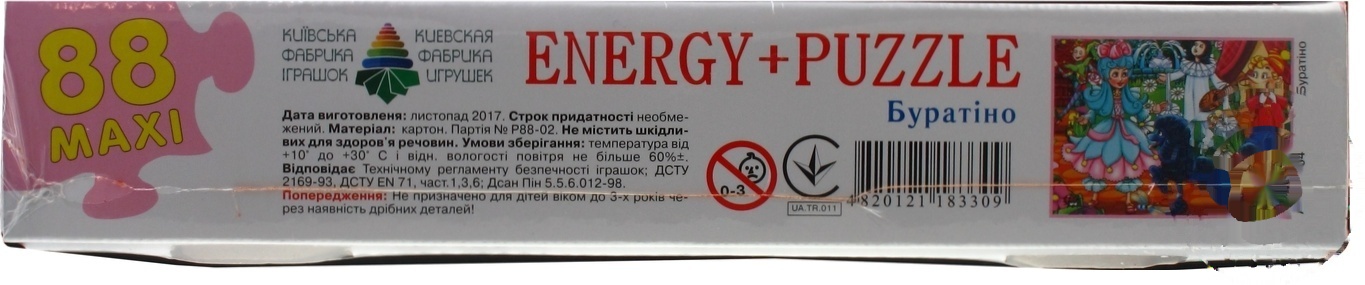 88
MAXI
КИЇВСЬКА
ФАБРИКА
ІГРАШОК
КИЕВСКАЯ
ФАБРИКА
ИГРУШЕК
ENERGY+PUZZLE
Буратіно
Дата виготовленя: листопад 2017. Строк придатності необме-
жений. Матеріал: картон. Партія № Р88-02. Не містить шкідли-
вих для здоров'я речовин. Умови зберігання: температура від
+10˚ до +30˚ С і відн. вологості повітря не більше 60%±.
Відповідає Технічному регламенту безпечності іграшок; ДСТУ
2169-93, ДСТУ EN 71, част.1,3,6; Дсан Пін 5.5.6.012-98.
Попередження: Не призначено для дітей віком до 3-х років че-
рез наявність дрібних деталей!
0-3
UA.TR.011
4 820121 183309
Буратіно